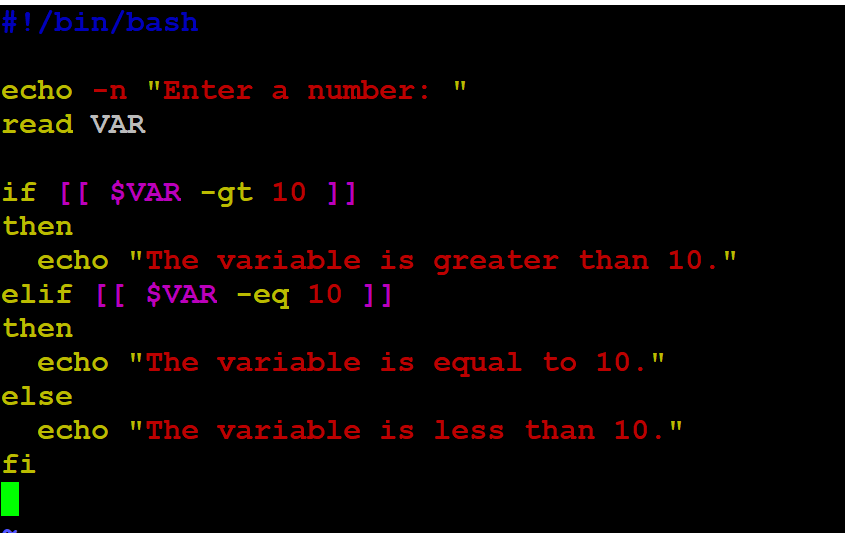 #!/bin/bash

echo -n "Enter a number: "
read VAR

if [[ $VAR -gt 10 ]]
then
  echo "The variable is greater than 10."
elif [[ $VAR -eq 10 ]]
then
  echo "The variable is equal to 10."
else
  echo "The variable is less than 10."
fi

~